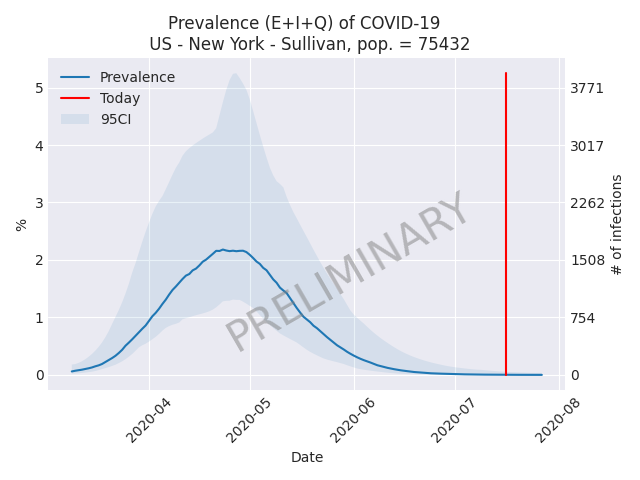 Prevalence (E+I+Q) of COVID-19
US - New York - Sullivan, pop. = 75432
Prevalence
Today
95CI
%
5
4
3
2
1
0
3771
3017
2262
1508
754
0
# of infections
PRELIMINARY
2020-04
2020-05
2020-06
2020-07
2020-08
Date